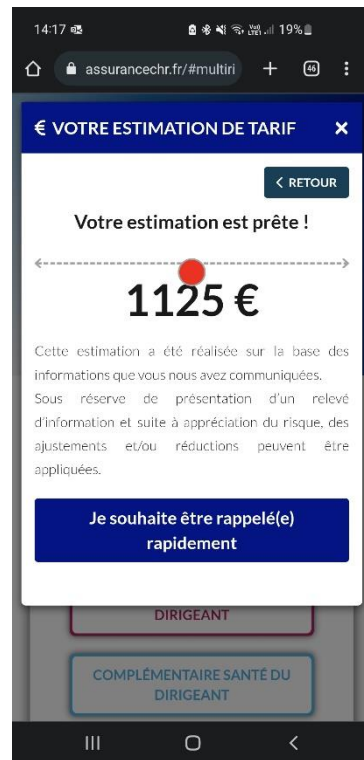 14:17 19%
assurancechr.fr/#multiri 46
€ VOTRE ESTIMATION DE TARIF ×
< RETOUR
Votre estimation est prête !
1125 €
Cette estimation a été réalisée sur la base des
informations que vous nous avez communiquées.
Sous réserve de présentation d'un relevé
d'information et suite à appréciation du risque, des
ajustements et/ou réductions peuvent être
appliquées.
Je souhaite être rappelé(e)
rapidement
DIRIGEANT
COMPLÉMENTAIRE SANTÉ DU
DIRIGEANT